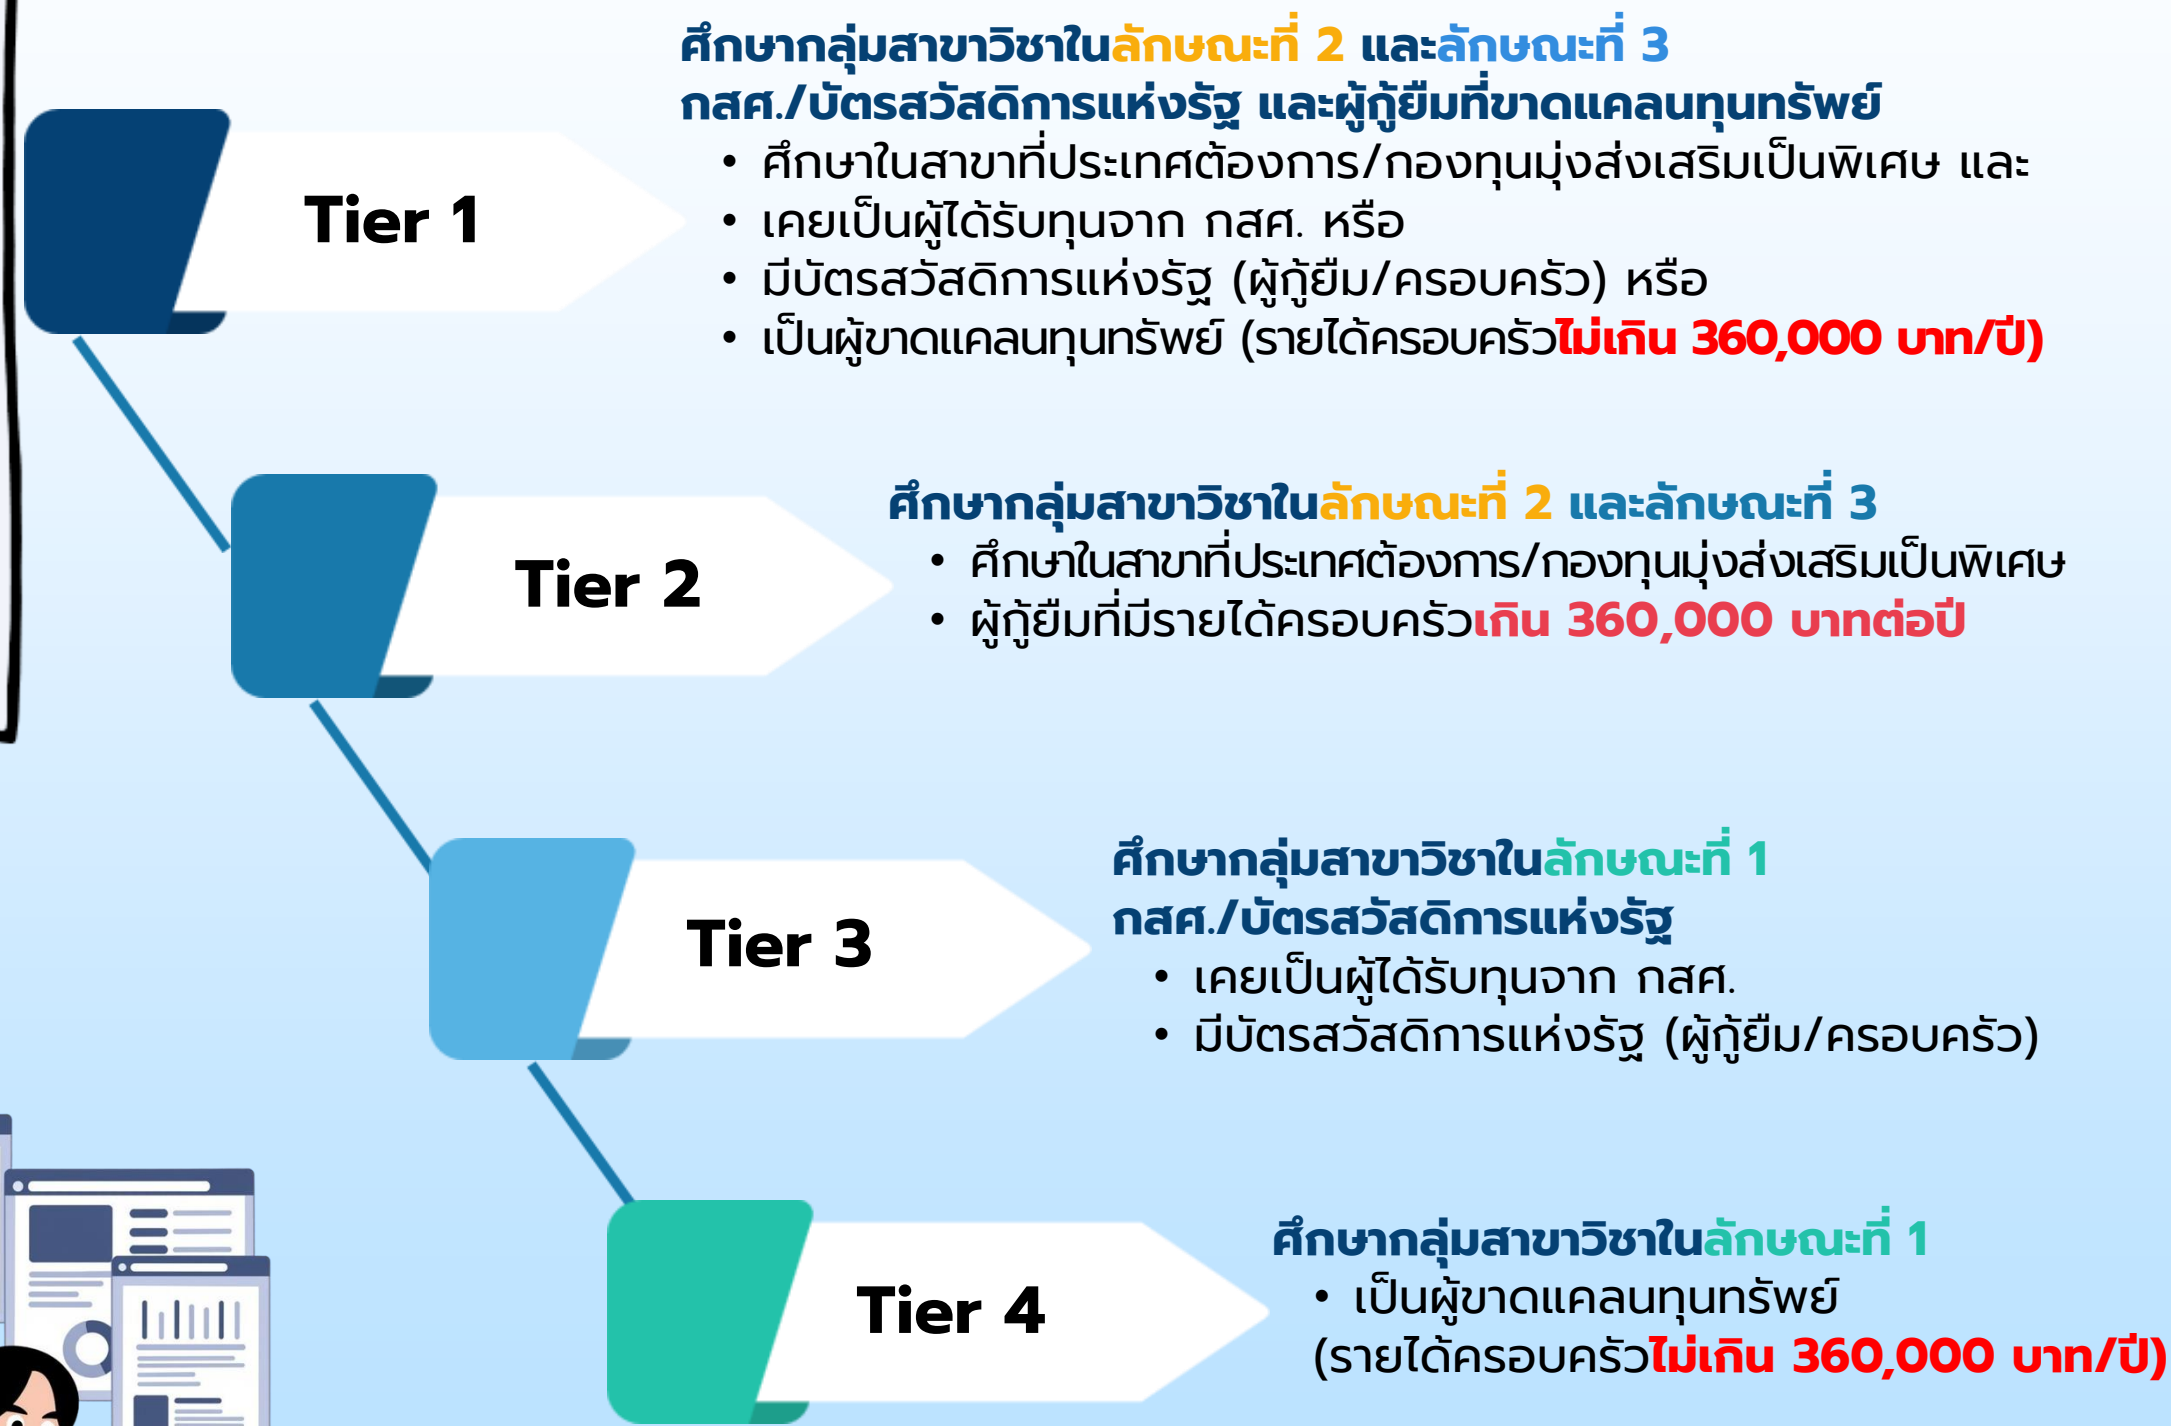 ศึกษากลุ่มสาขาวิชาในลักษณะที่ 2 และลักษณะที่ 3
กสศ./บัตรสวัสดิการแห่งรัฐ และผู้กู้ยืมที่ขาดแคลนทุนทรัพย์
Tier 1
• ศึกษาในสาขาที่ประเทศต้องการ/กองทุนมุ่งส่งเสริมเป็นพิเศษ และ
• เคยเป็นผู้ได้รับทุนจาก กสศ. หรือ
• มีบัตรสวัสดิการแห่งรัฐ (ผู้กู้ยืม/ครอบครัว) หรือ
• เป็นผู้ขาดแคลนทุนทรัพย์ (รายได้ครอบครัวไม่เกิน 360,000 บาท/ปี)
Tier 2
ศึกษากลุ่มสาขาวิชาในลักษณะที่ 2 และลักษณะที่ 3
• ศึกษาในสาขาที่ประเทศต้องการ/กองทุนมุ่งส่งเสริมเป็นพิเศษ
• ผู้กู้ยืมที่มีรายได้ครอบครัวเกิน 360,000 บาทต่อปี
Tier 3
ศึกษากลุ่มสาขาวิชาในลักษณะที่ 1
กสศ./บัตรสวัสดิการแห่งรัฐ
• เคยเป็นผู้ได้รับทุนจาก กสศ.
• มีบัตรสวัสดิการแห่งรัฐ (ผู้กู้ยืม/ครอบครัว)
Tier 4
ศึกษากลุ่มสาขาวิชาในลักษณะที่ 1
• เป็นผู้ขาดแคลนทุนทรัพย์
(รายได้ครอบครัวไม่เกิน 360,000 บาท/ปี)